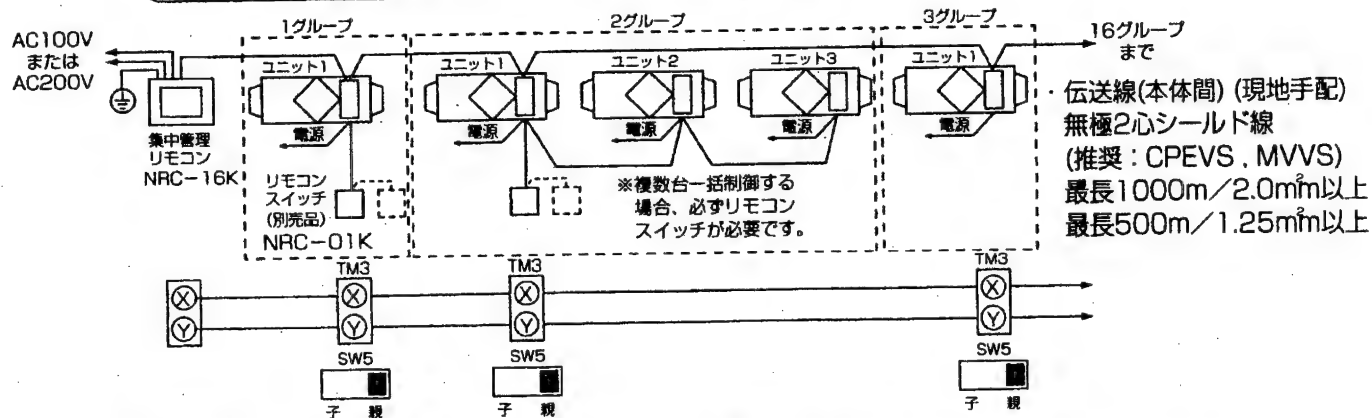 1グループ
2グループ
3グループ
16グループ
まで
AC100V
または
AC200V
ユニット1
ユニット1
ユニット2
ユニット3
ユニット1
電源
電源
電源
電源
電源
集中管理
リモコン
NRC-16K
リモコン
スイッチ
(別売品)
NRC-01K
※複数台一括制御する
場合、必ずリモコン
スイッチが必要です。
・伝送線(本体間)(現地手配)
無極2心シールド線
(推奨:CPEVS,MVVS)
最長1000m/2.0m㎡以上
最長500m/1.25m㎡以上
TM3
TM3
TM3
X
X
X
X
Y
Y
Y
Y
SW5
SW5
SW5
子 親
子 親
子 親